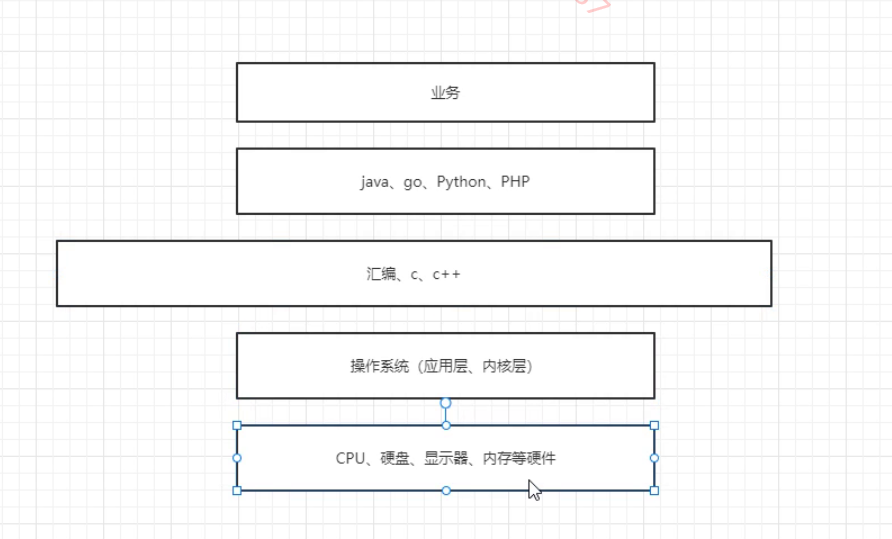 业务
java、go、Python、PHP
汇编、c、c++
操作系统（应用层、内核层）
CPU、硬盘、显示器、内存等硬件